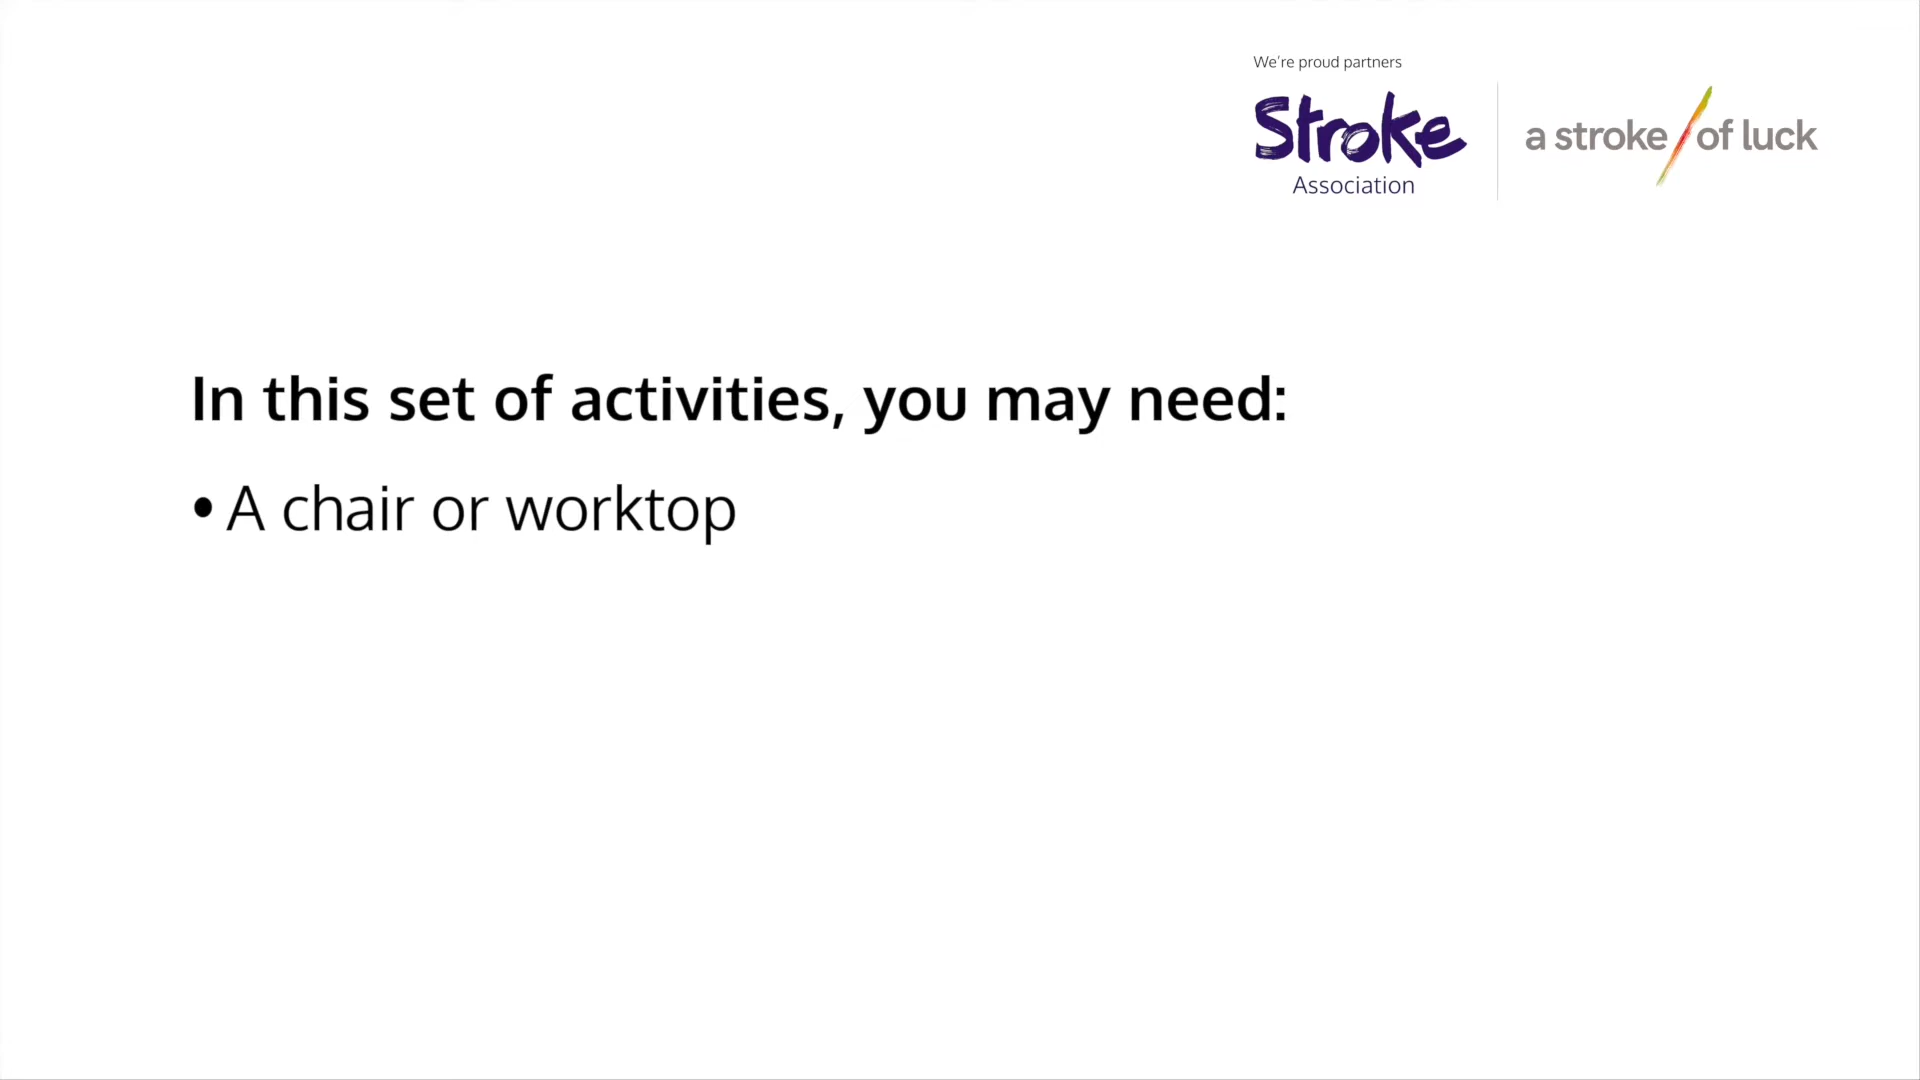 We're proud partners
Stroke
Association
a stroke of luck
In this set of activities, you may need:
• A chair or worktop